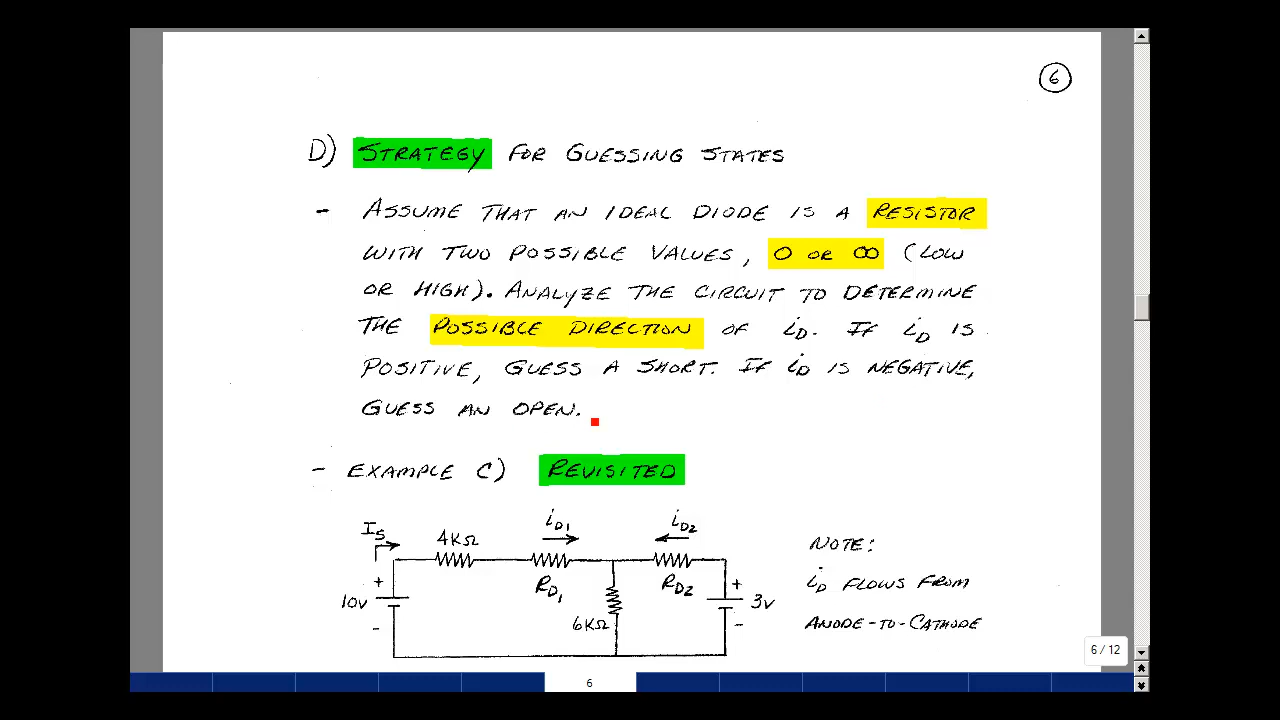 6
D) STRATEGY FOR GUESSING STATES
- ASSUME THAT AN IDEAL DIODE IS A RESISTOR
WITH TWO POSSIBLE VALUES, 0 OR ∞ (LOW
OR HIGH). ANALYZE THE CIRCUIT TO DETERMINE
THE POSSIBLE DIRECTION OF iD. IF iD IS
POSITIVE, GUESS A SHORT. IF iD IS NEGATIVE,
GUESS AN OPEN.
- EXAMPLE C) REVISITED
IS 4KΩ iD1 iD2
NOTE:
+ RD1 RD2 + iD FLOWS FROM
10V 6KΩ 3V ANODE-TO-CATHODE
- -
6 / 12
6